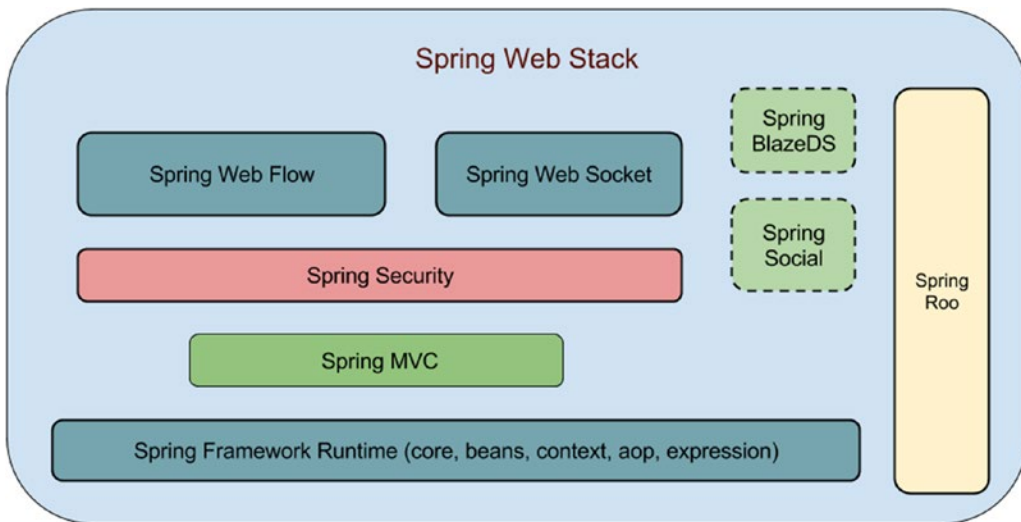 Spring Web Stack
Spring
BlazeDS
Spring Web Flow
Spring Web Socket
Spring
Social
Spring Security
Spring
Roo
Spring MVC
Spring Framework Runtime (core, beans, context, aop, expression)